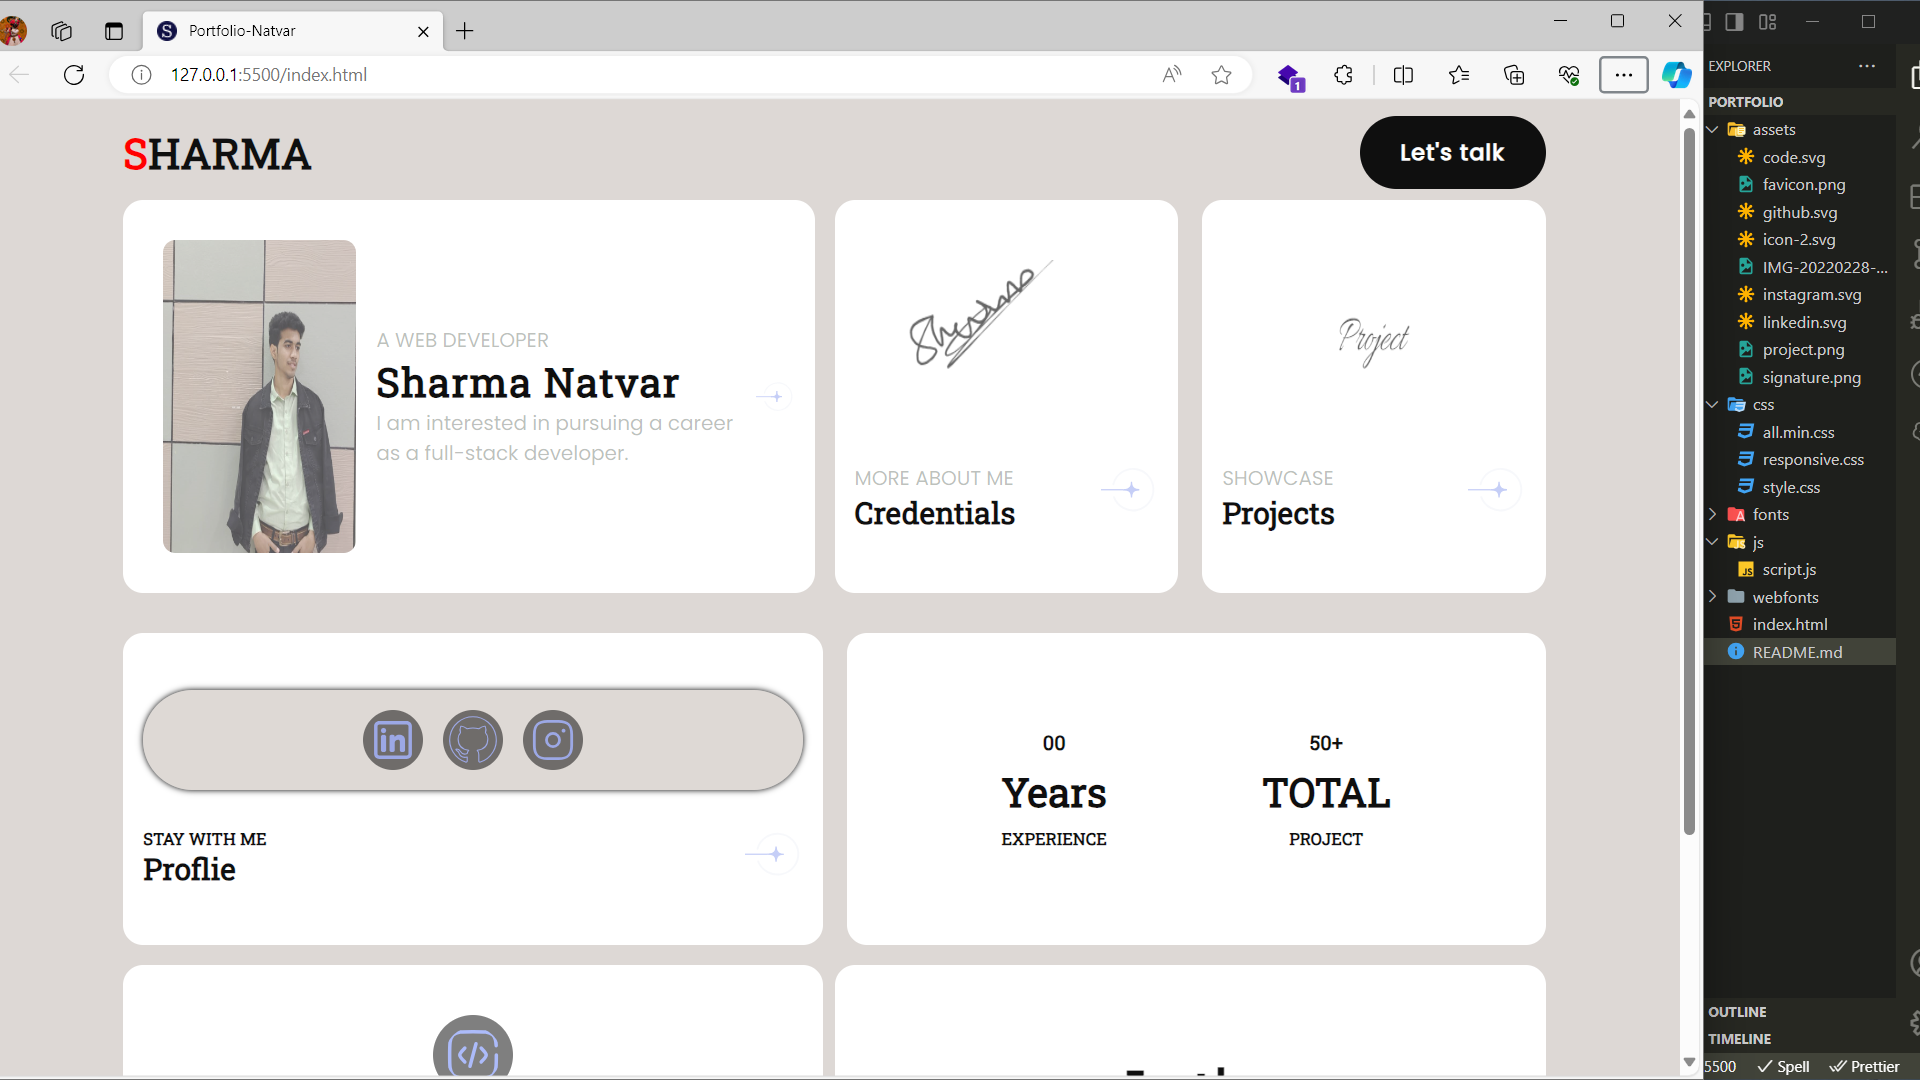 Portfolio-Natvar
127.0.0.1:5500/index.html
SHARMA
Let's talk
A WEB DEVELOPER
Sharma Natvar
I am interested in pursuing a career
as a full-stack developer.
MORE ABOUT ME
Credentials
Project
SHOWCASE
Projects
STAY WITH ME
Proflie
00
Years
EXPERIENCE
50+
TOTAL
PROJECT
EXPLORER
PORTFOLIO
assets
code.svg
favicon.png
github.svg
icon-2.svg
IMG-20220228-...
instagram.svg
linkedin.svg
project.png
signature.png
css
all.min.css
responsive.css
style.css
fonts
js
script.js
webfonts
index.html
README.md
OUTLINE
TIMELINE
5500
Spell
Prettier